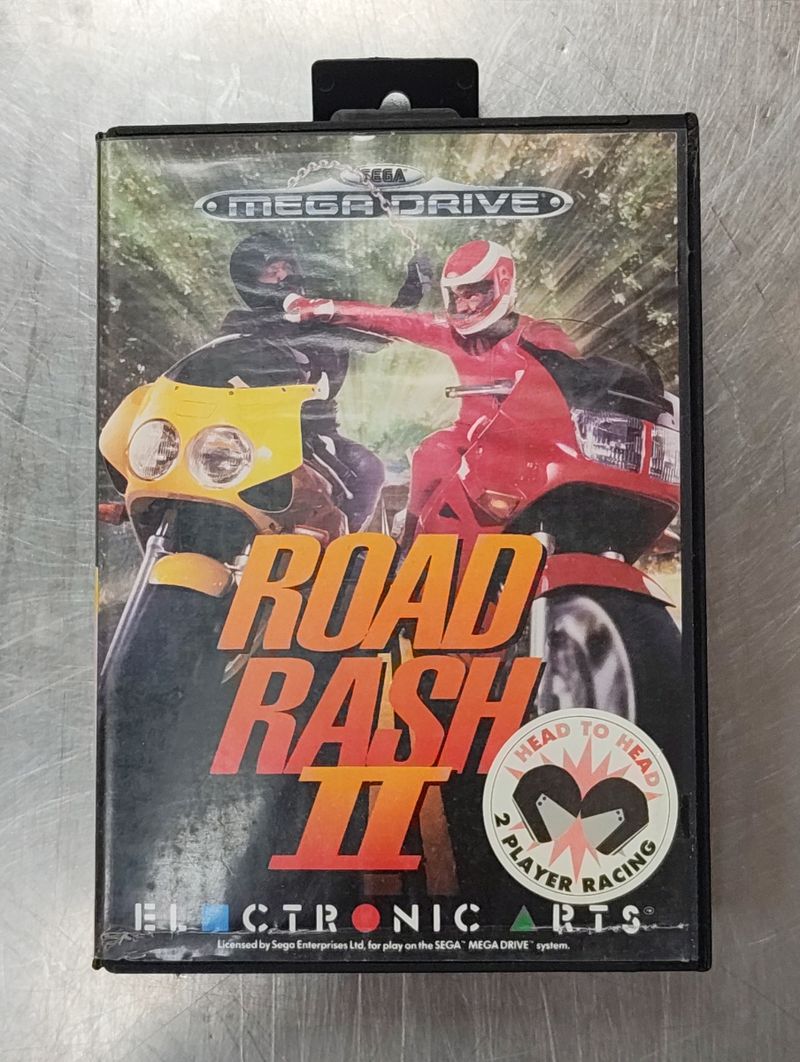 SEGA
MEGA DRIVE
ROAD
RASH
II
HEAD TO HEAD
2 PLAYER RACING
ELECTRONIC ARTS™
Licensed by Sega Enterprises Ltd, for play on the SEGA™ MEGA DRIVE™ system.